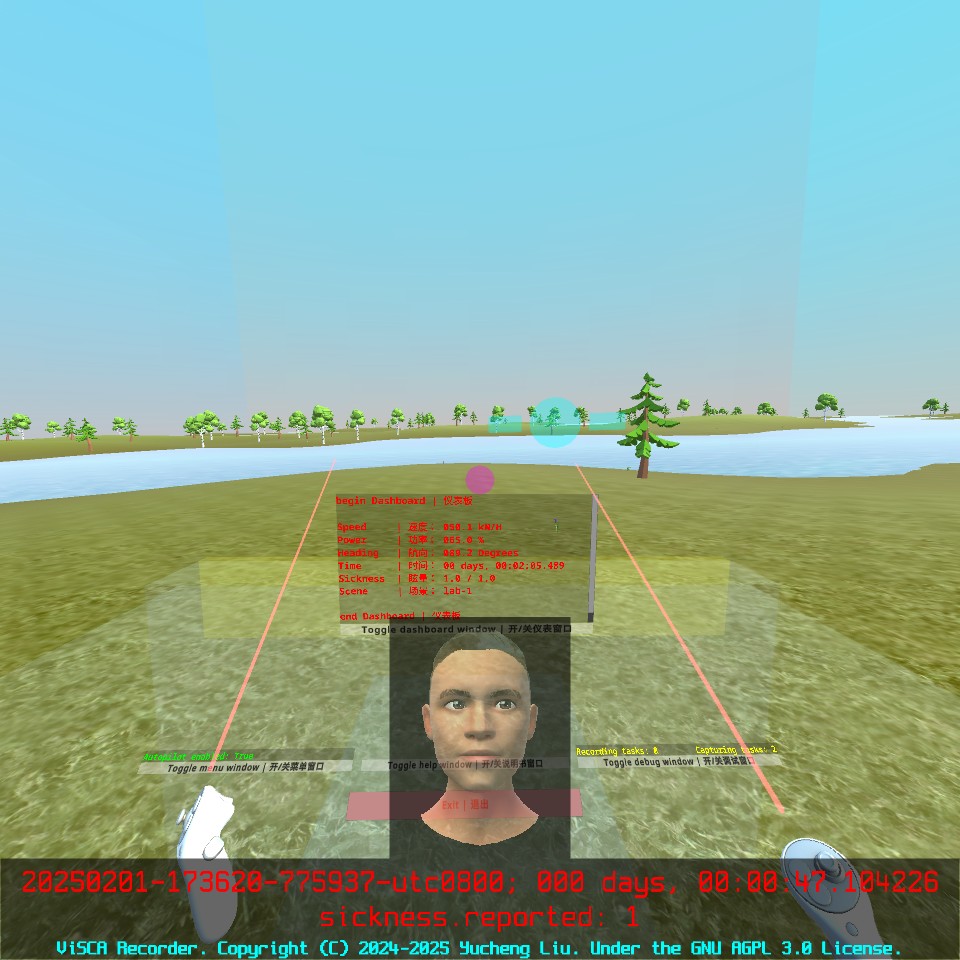 begin Dashboard | 仪表板
Speed | 速度: 050.1 kW/H
Power | 功率: 065.0 %
Heading | 航向: 089.2 Degrees
Time | 时间: 00 days, 00:02:05.489
Sickness | 眩晕: 1.0 / 1.0
Scene | 场景: lab-1
end Dashboard | 仪表板
Toggle dashboard window | 开/关仪表窗口
Autopilot enabled: True
Toggle menu window | 开/关菜单窗口
Toggle help window | 开/关说明书窗口
Recording tasks: 0 Capturing tasks: 2
Toggle debug window | 开/关调试窗口
Exit | 退出
20250201-173620-775937-utc0800; 000 days, 00:00:47.104226
sickness.reported: 1
ViSCA Recorder. Copyright (C) 2024-2025 Yucheng Liu. Under the GNU AGPL 3.0 License.